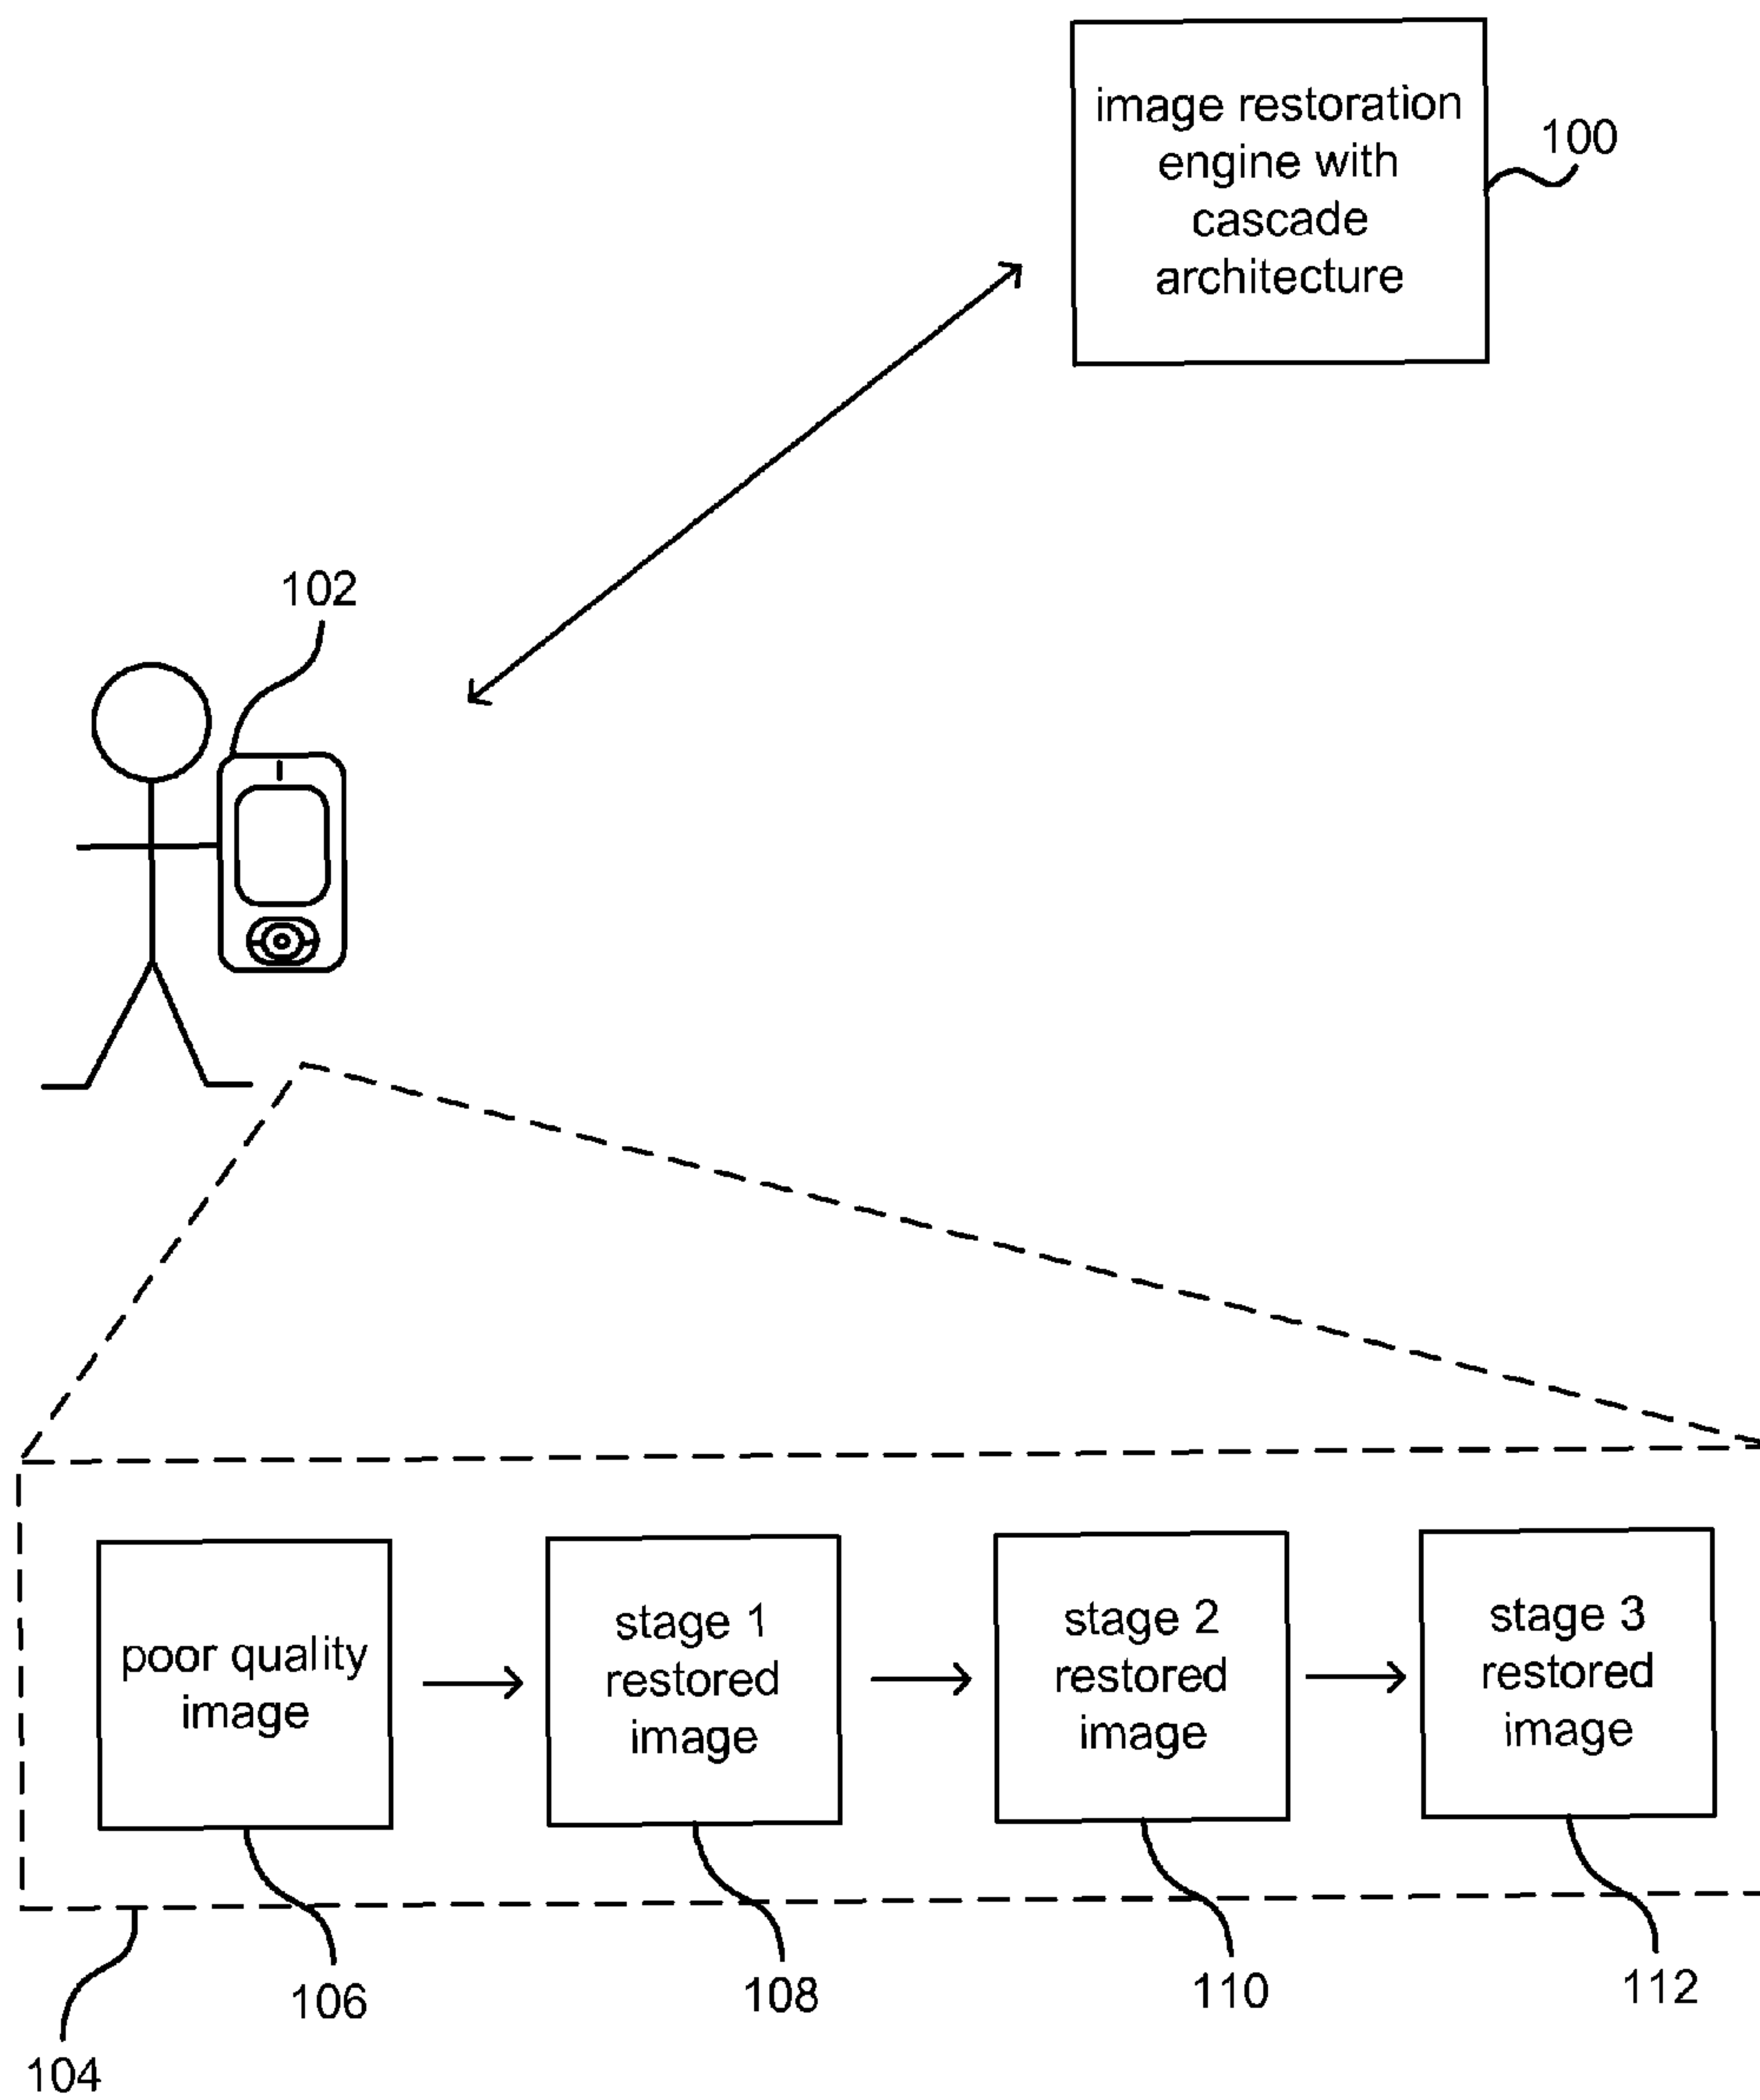 image restoration
engine with
cascade
architecture
100
102
poor quality
image
stage 1
restored
image
stage 2
restored
image
stage 3
restored
image
106
108
110
112
104